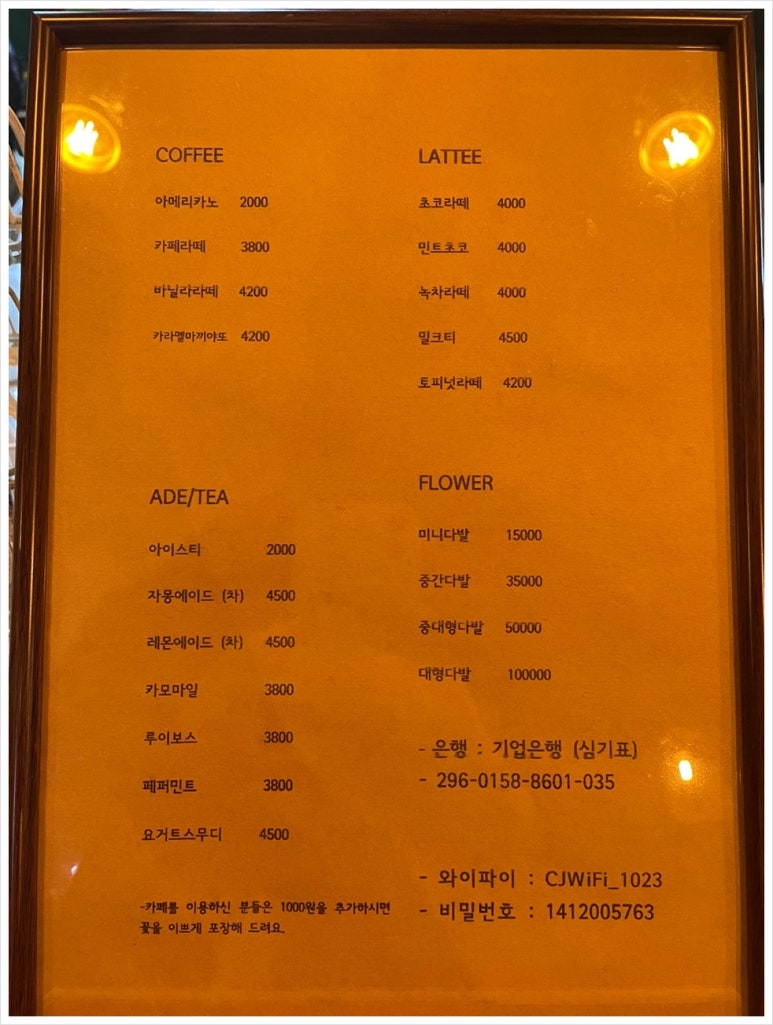 COFFEE
아메리카노 2000
카페라떼 3800
바닐라라떼 4200
카라멜마끼야또 4200
LATTEE
초코라떼 4000
민트초코 4000
녹차라떼 4000
밀크티 4500
토피넛라떼 4200
ADE/TEA
아이스티 2000
자몽에이드 (차) 4500
레몬에이드 (차) 4500
카모마일 3800
루이보스 3800
페퍼민트 3800
요거트스무디 4500
-카페를 이용하신 분들은 1000원을 추가하시면
꽃을 이쁘게 포장해 드려요.
FLOWER
미니다발 15000
중간다발 35000
중대형다발 50000
대형다발 100000
- 은행 : 기업은행 (심기표)
- 296-0158-8601-035
- 와이파이 : CJWiFi_1023
- 비밀번호 : 1412005763